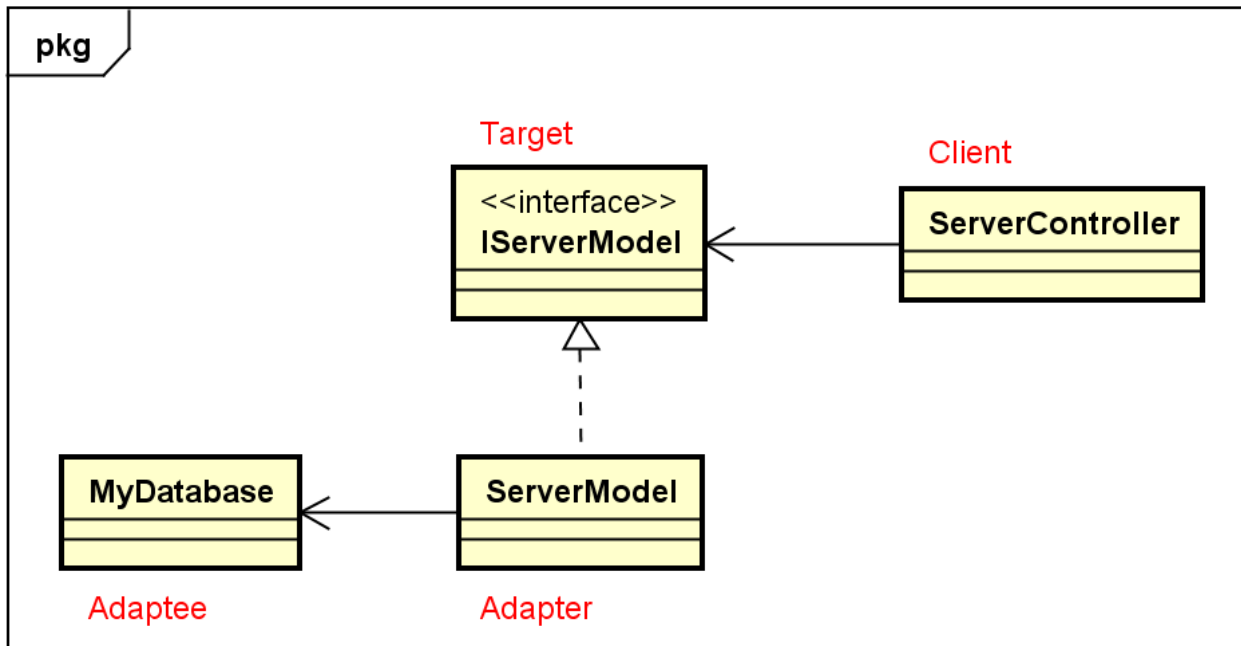 pkg
Target
Client
<<interface>>
IServerModel
ServerController
MyDatabase
ServerModel
Adaptee
Adapter